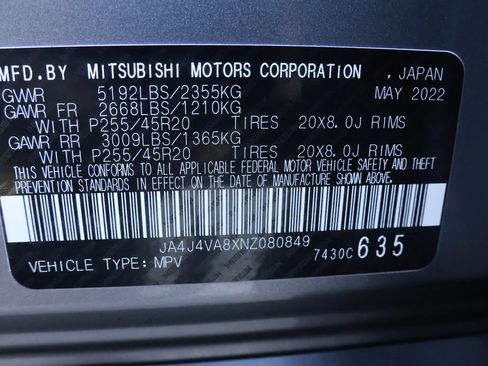 MFD.BY MITSUBISHI MOTORS CORPORATION , JAPAN
GVWR 5192LBS/2355KG MAY 2022
GAWR FR 2668LBS/1210KG
WITH P255/45R20 TIRES 20X8.0J RIMS
GAWR RR 3009LBS/1365KG
WITH P255/45R20 TIRES 20X8.0J RIMS
THIS VEHICLE CONFORMS TO ALL APPLICABLE FEDERAL MOTOR VEHICLE SAFETY AND THEFT
PREVENTION STANDARDS IN EFFECT ON THE DATE OF MANUFACTURE SHOWN ABOVE.
JA4J4VA8XNZ080849
7430C635
VEHICLE TYPE: MPV